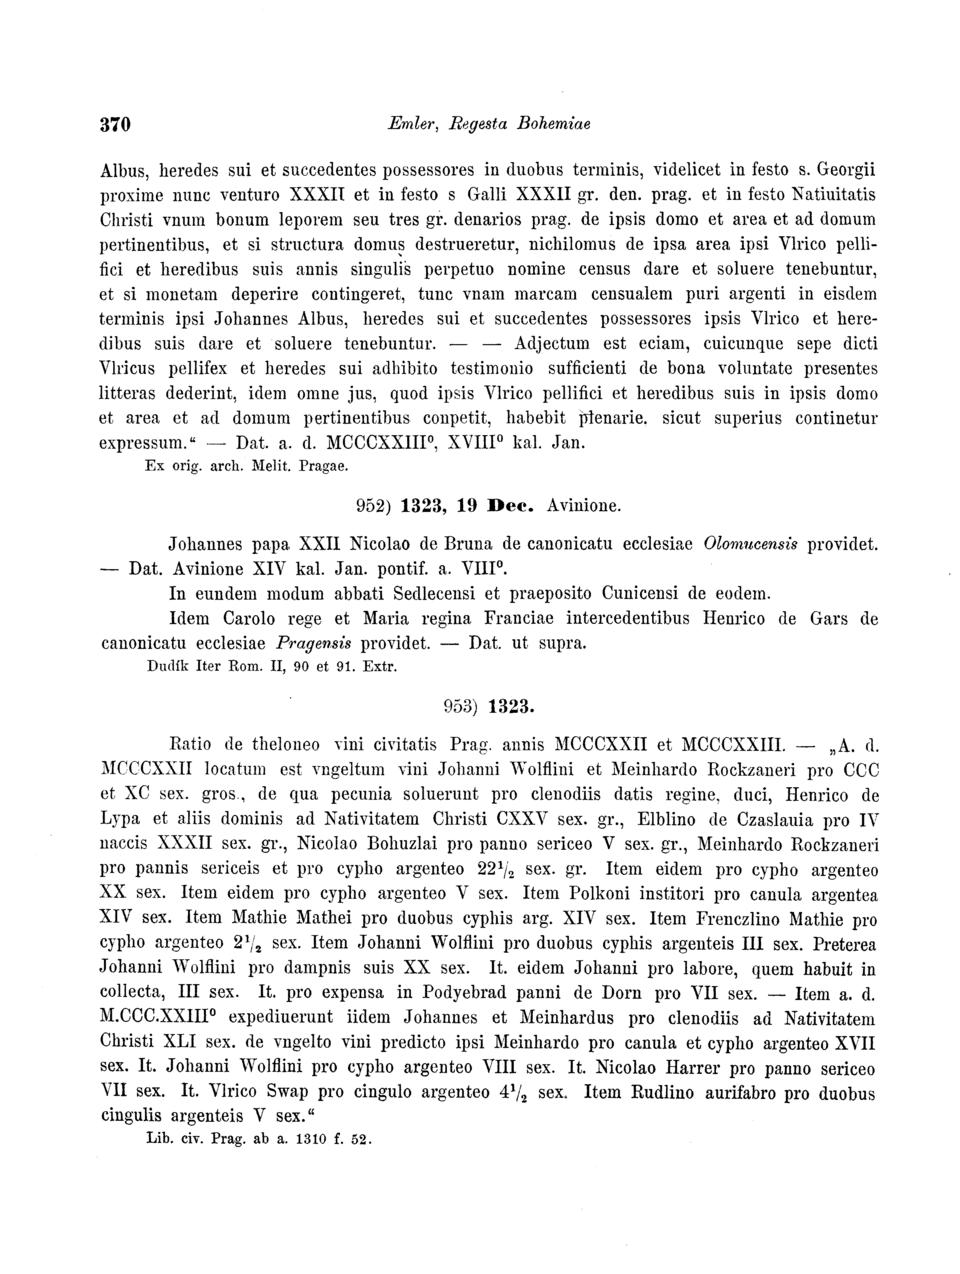 370 Emler, Regesta Bohemiae
Albus, heredes sui et succedentes possessores in duobus terminis, videlicet in festo s. Georgii
proxime nunc venturo XXXII et in festo s Galli XXXII gr. den. prag. et in festo Natiuitatis
Christi vnum bonum leporem seu tres gr. denarios prag. de ipsis domo et area et ad domum
pertinentibus, et si structura domus destrueretur, nichilomus de ipsa area ipsi Vlrico pelli-
fici et heredibus suis annis singulis perpetuo nomine census dare et soluere tenebuntur,
et si monetam deperire contingeret, tunc vnam marcam censualem puri argenti in eisdem
terminis ipsi Johannes Albus, heredes sui et succedentes possessores ipsis Vlrico et here-
dibus suis dare et soluere tenebuntur. — — Adjectum est eciam, cuicunque sepe dicti
Vlricus pellifex et heredes sui adhibito testimonio sufficienti de bona voluntate presentes
litteras dederint, idem omne jus, quod ipsis Vlrico pellifici et heredibus suis in ipsis domo
et area et ad domum pertinentibus conpetit, habebit plenarie. sicut superius continetur
expressum.“ — Dat. a. d. MCCCXXIIIº, XVIIIº kal. Jan.
Ex orig. arch. Melit. Pragae.
952) 1323, 19 Dec. Avinione.
Johannes papa XXII Nicolao de Bruna de canonicatu ecclesiae Olomucensis providet.
— Dat. Avinione XIV kal. Jan. pontif. a. VIIIº.
In eundem modum abbati Sedlecensi et praeposito Cunicensi de eodem.
Idem Carolo rege et Maria regina Franciae intercedentibus Henrico de Gars de
canonicatu ecclesiae Pragensis providet. — Dat. ut supra.
Dudík Iter Rom. II, 90 et 91. Extr.
953) 1323.
Ratio de theloneo vini civitatis Prag. annis MCCCXXII et MCCCXXIII. — „A. d.
MCCCXXII locatum est vngeltum vini Johanni Wolflini et Meinhardo Rockzaneri pro CCC
et XC sex. gros., de qua pecunia soluerunt pro clenodiis datis regine, duci, Henrico de
Lypa et aliis dominis ad Nativitatem Christi CXXV sex. gr., Elblino de Czaslauia pro IV
naccis XXXII sex. gr., Nicolao Bohuzlai pro panno sericeo V sex. gr., Meinhardo Rockzaneri
pro pannis sericeis et pro cypho argenteo 22½ sex. gr. Item eidem pro cypho argenteo
XX sex. Item eidem pro cypho argenteo V sex. Item Polkoni institori pro canula argentea
XIV sex. Item Mathie Mathei pro duobus cyphis arg. XIV sex. Item Frenczlino Mathie pro
cypho argenteo 2½ sex. Item Johanni Wolflini pro duobus cyphis argenteis III sex. Preterea
Johanni Wolflini pro dampnis suis XX sex. It. eidem Johanni pro labore, quem habuit in
collecta, III sex. It. pro expensa in Podyebrad panni de Dorn pro VII sex. — Item a. d.
M.CCC.XXIIIº expediuerunt iidem Johannes et Meinhardus pro clenodiis ad Nativitatem
Christi XLI sex. de vngelto vini predicto ipsi Meinhardo pro canula et cypho argenteo XVII
sex. It. Johanni Wolflini pro cypho argenteo VIII sex. It. Nicolao Harrer pro panno sericeo
VII sex. It. Vlrico Swap pro cingulo argenteo 4½ sex. Item Rudlino aurifabro pro duobus
cingulis argenteis V sex.“
Lib. civ. Prag. ab a. 1310 f. 52.